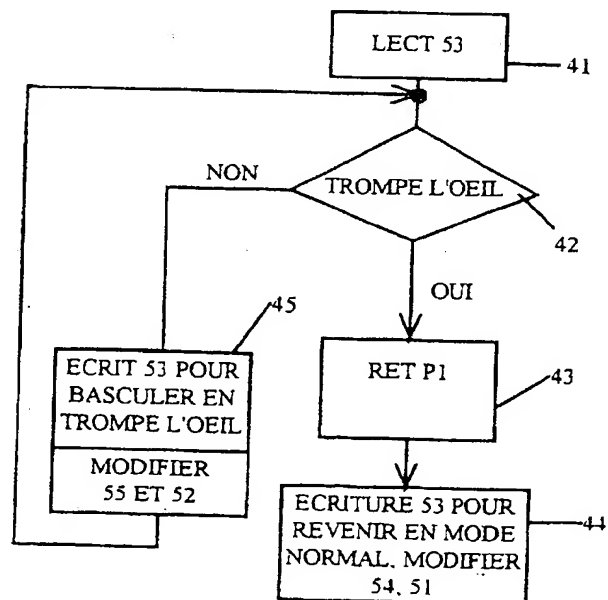 LECT 53
41
TROMPE L'OEIL
NON
42
OUI
45
ECRIT 53 POUR
BASCULER EN
TROMPE L'OEIL
MODIFIER
55 ET 52
RET P1
43
ECRITURE 53 POUR
REVENIR EN MODE
NORMAL, MODIFIER
54, 51
44